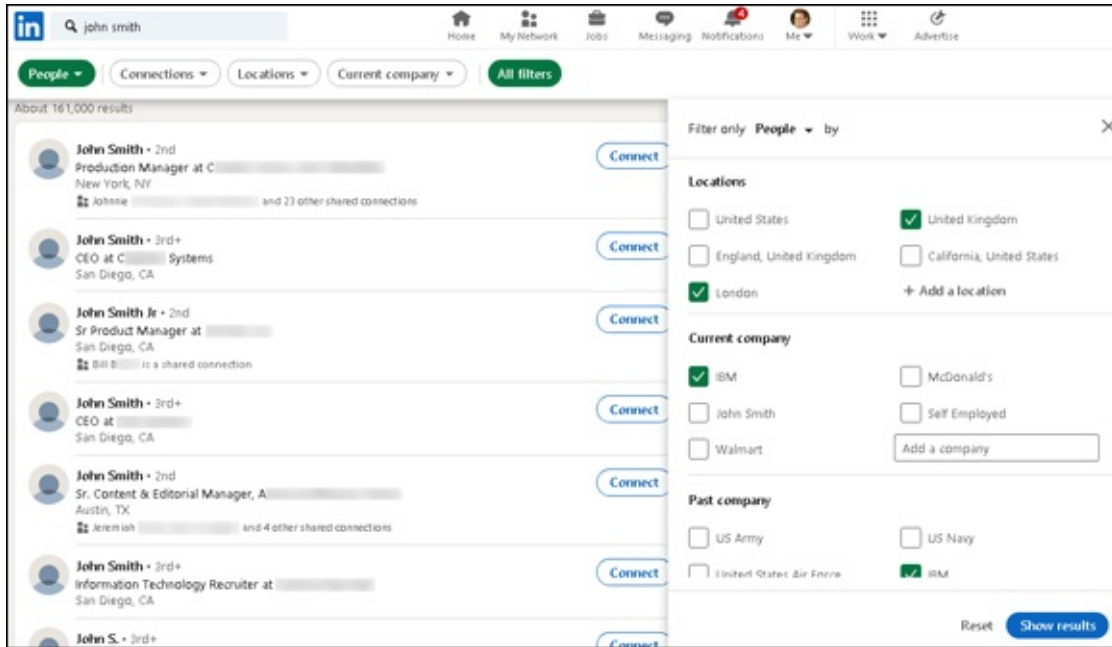 in
john smith
Home
My Network
Jobs
Messaging
4
Notifications
Me
Work
Advertise
People
Connections
Locations
Current company
All filters
About 161,000 results
John Smith • 2nd
Production Manager at C
New York, NY
Johnnie and 23 other shared connections
Connect
John Smith • 3rd+
CEO at C Systems
San Diego, CA
Connect
John Smith Jr • 2nd
Sr Product Manager at
San Diego, CA
Bill B is a shared connection
Connect
John Smith • 3rd+
CEO at
San Diego, CA
Connect
John Smith • 2nd
Sr. Content & Editorial Manager, A
Austin, TX
Jeremiah and 4 other shared connections
Connect
John Smith • 3rd+
Information Technology Recruiter at
San Diego, CA
Connect
John S. • 3rd+
Connect
Filter only People by
Locations
United States
United Kingdom
England, United Kingdom
California, United States
London
+ Add a location
Current company
IBM
McDonald's
John Smith
Self Employed
Walmart
Add a company
Past company
US Army
US Navy
United States Air Force
IBM
Reset
Show results